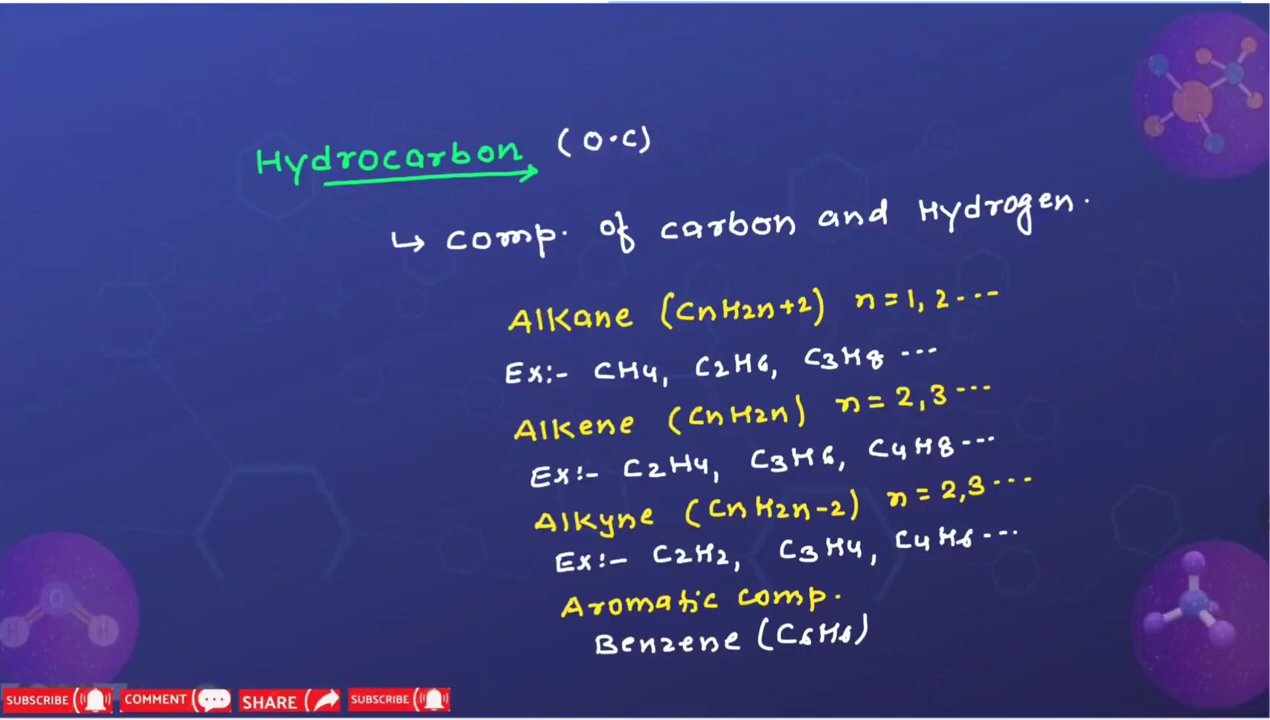 Hydrocarbon (O.C)
↳ comp. of carbon and Hydrogen.
Alkane (CnH2n+2) n=1, 2 ---
Ex:- CH4, C2H6, C3H8 ---
Alkene (CnH2n) n=2,3 ---
Ex:- C2H4, C3H6, C4H8 ---
Alkyne (CnH2n-2) n=2,3 ---
Ex:- C2H2, C3H4, C4H6 ---
Aromatic comp.
Benzene (C6H6)
SUBSCRIBE COMMENT SHARE SUBSCRIBE